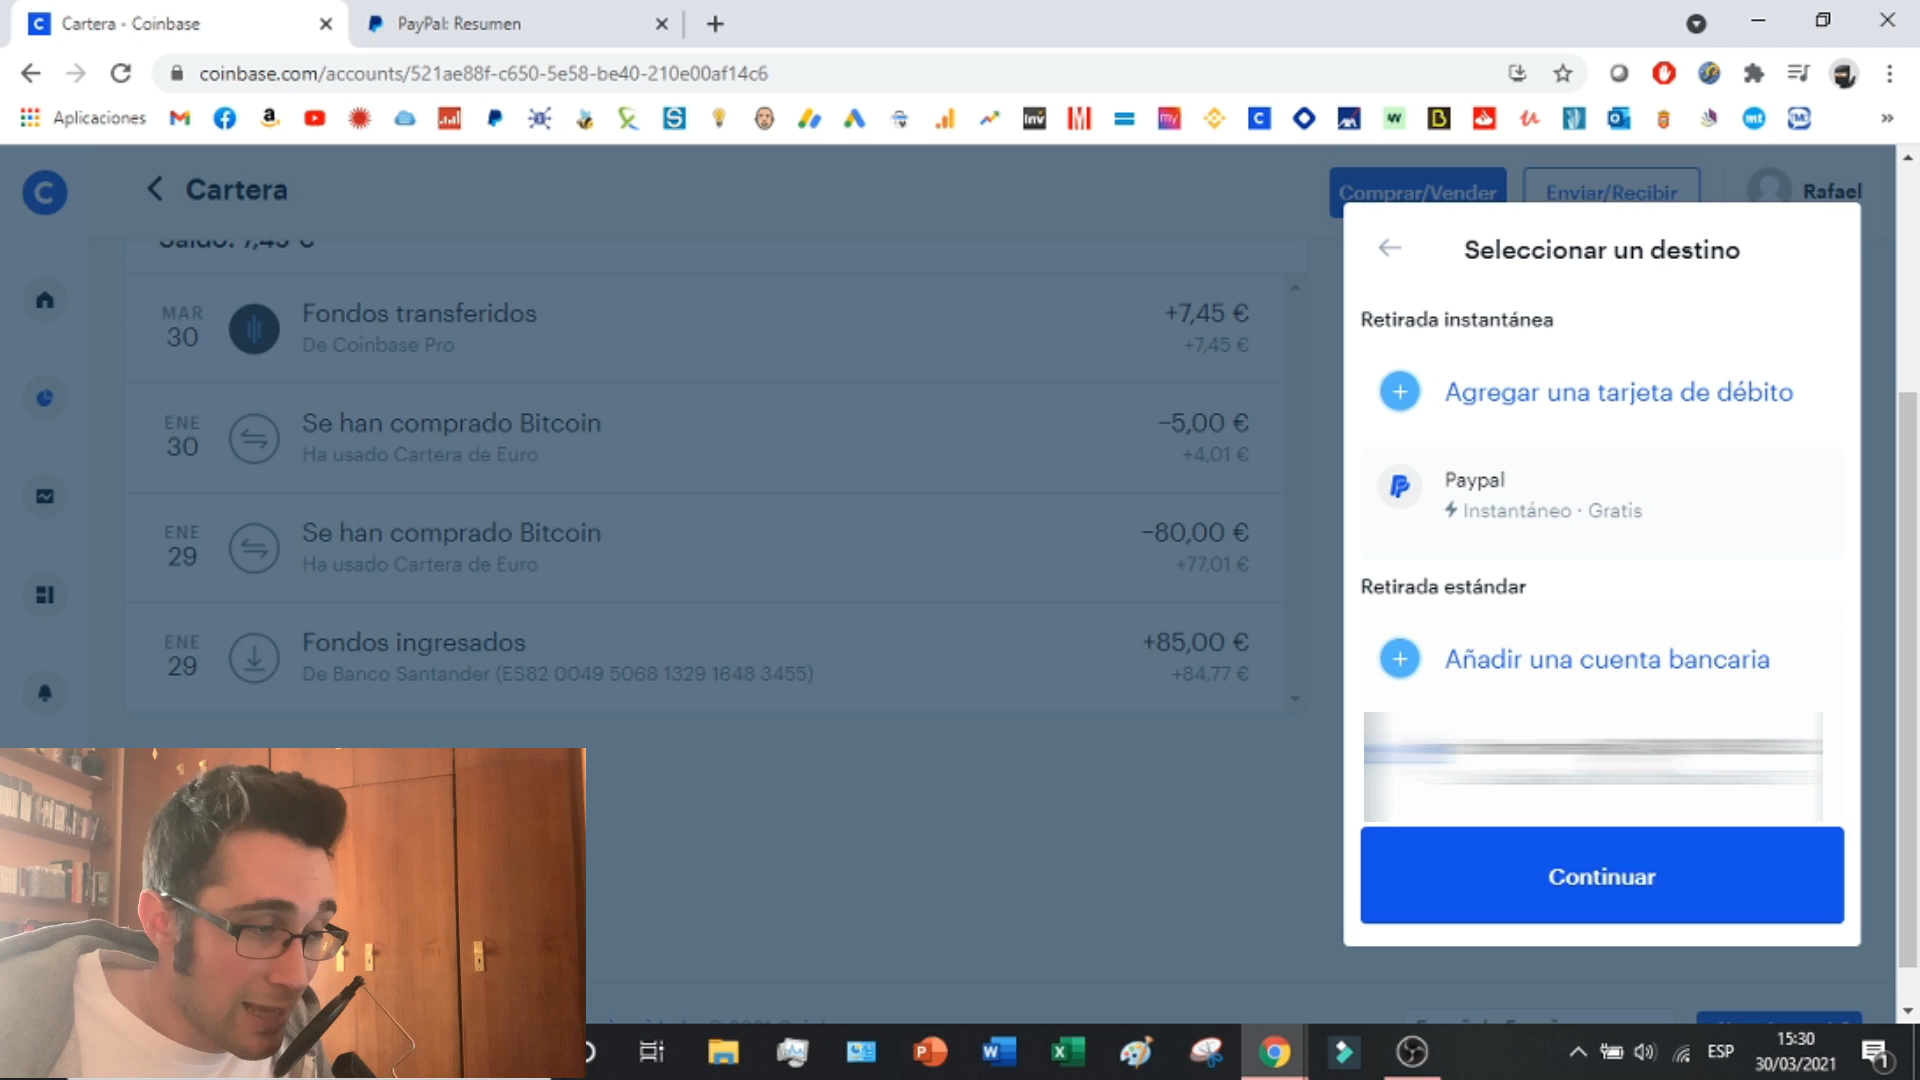 Cartera - Coinbase
PayPal: Resumen
coinbase.com/accounts/521ae88f-c650-5e58-be40-210e00af14c6
Aplicaciones
Cartera
Comprar/Vender
Enviar/Recibir
Rafael
Saldo: 7,45 €
MAR
30
Fondos transferidos
De Coinbase Pro
+7,45 €
+7,45 €
ENE
30
Se han comprado Bitcoin
Ha usado Cartera de Euro
-5,00 €
+4,01 €
ENE
29
Se han comprado Bitcoin
Ha usado Cartera de Euro
-80,00 €
+77,01 €
ENE
29
Fondos ingresados
De Banco Santander (ES82 0049 5068 1329 1648 3455)
+85,00 €
+84,77 €
Seleccionar un destino
Retirada instantánea
Agregar una tarjeta de débito
Paypal
Instantáneo · Gratis
Retirada estándar
Añadir una cuenta bancaria
Continuar
ESP
15:30
30/03/2021
1